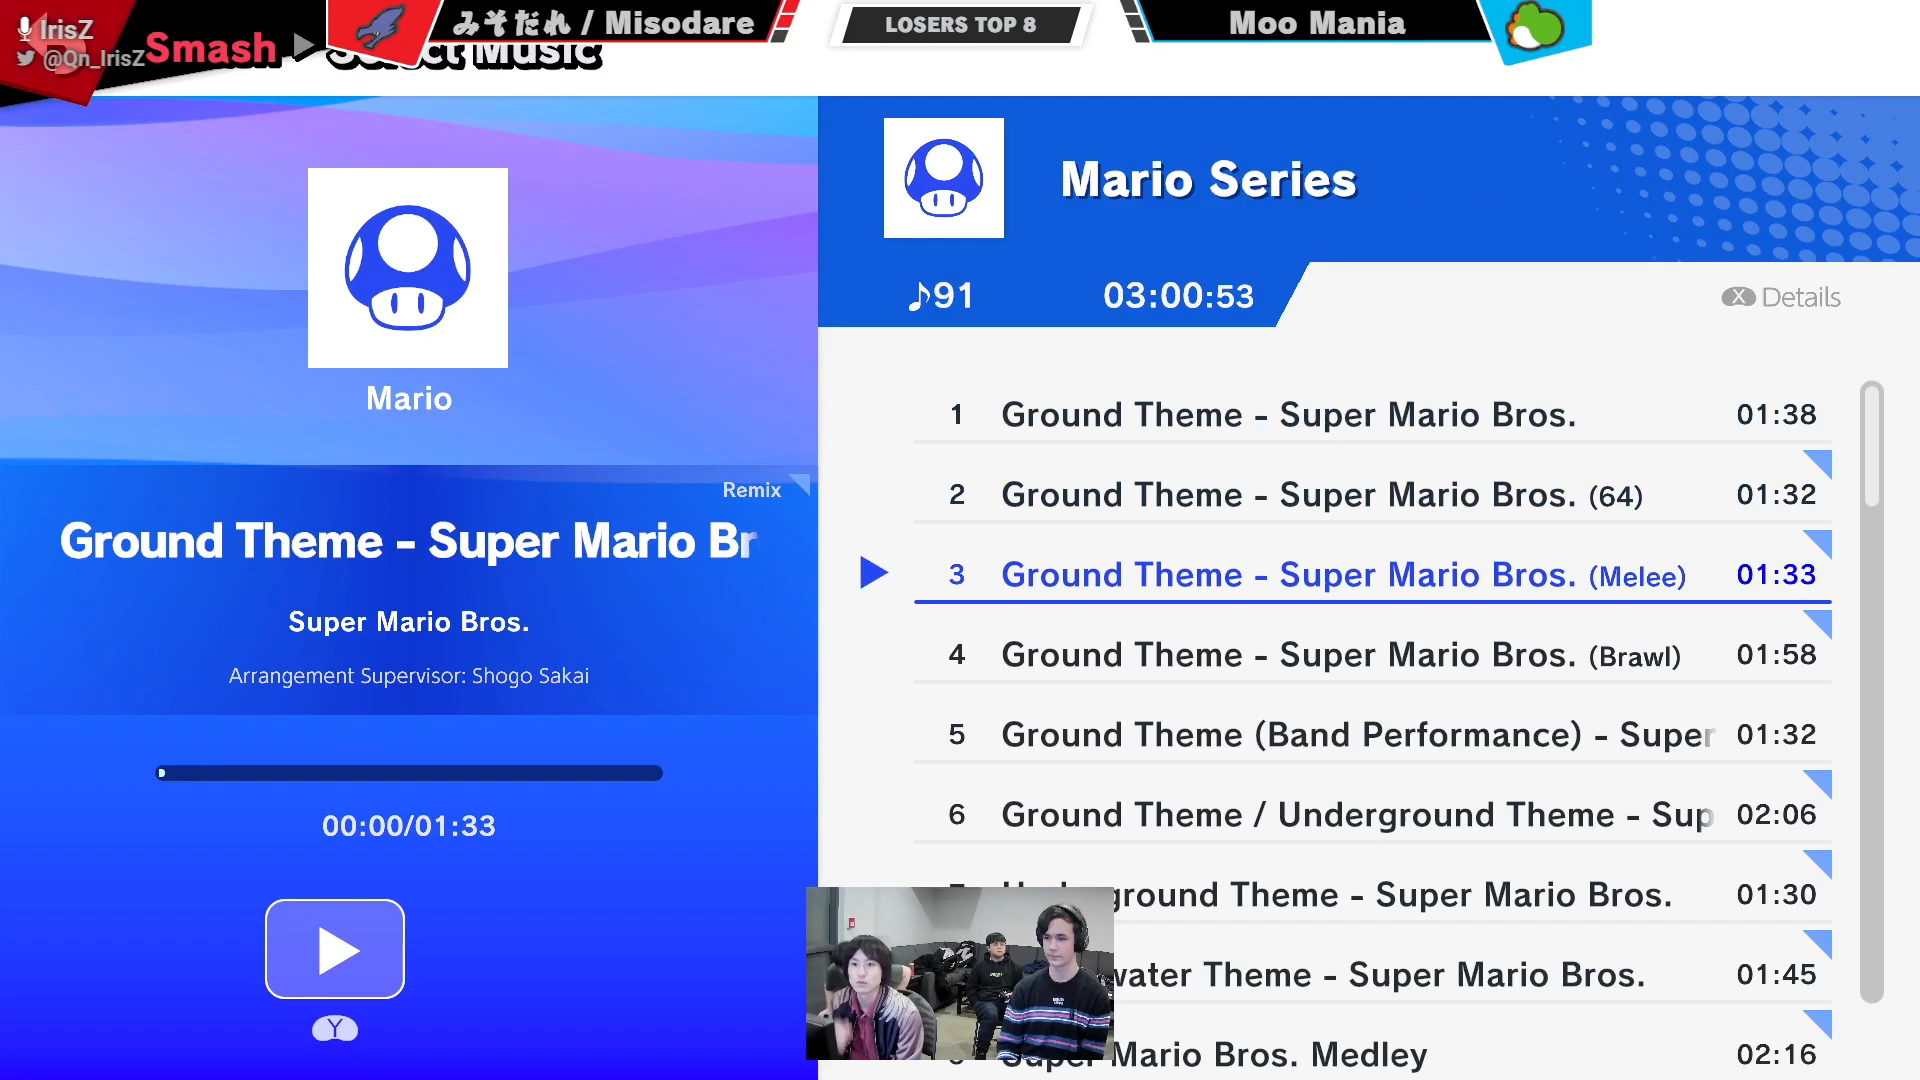 IrisZ
@Qn_IrisZ
Smash
Select Music
みそだれ / Misodare
LOSERS TOP 8
Moo Mania
Mario
Remix
Ground Theme - Super Mario Br
Super Mario Bros.
Arrangement Supervisor: Shogo Sakai
00:00/01:33
Y
Mario Series
♪91 03:00:53
X Details
1 Ground Theme - Super Mario Bros. 01:38
2 Ground Theme - Super Mario Bros. (64) 01:32
3 Ground Theme - Super Mario Bros. (Melee) 01:33
4 Ground Theme - Super Mario Bros. (Brawl) 01:58
5 Ground Theme (Band Performance) - Super 01:32
6 Ground Theme / Underground Theme - Sup 02:06
Underground Theme - Super Mario Bros. 01:30
water Theme - Super Mario Bros. 01:45
Super Mario Bros. Medley 02:16